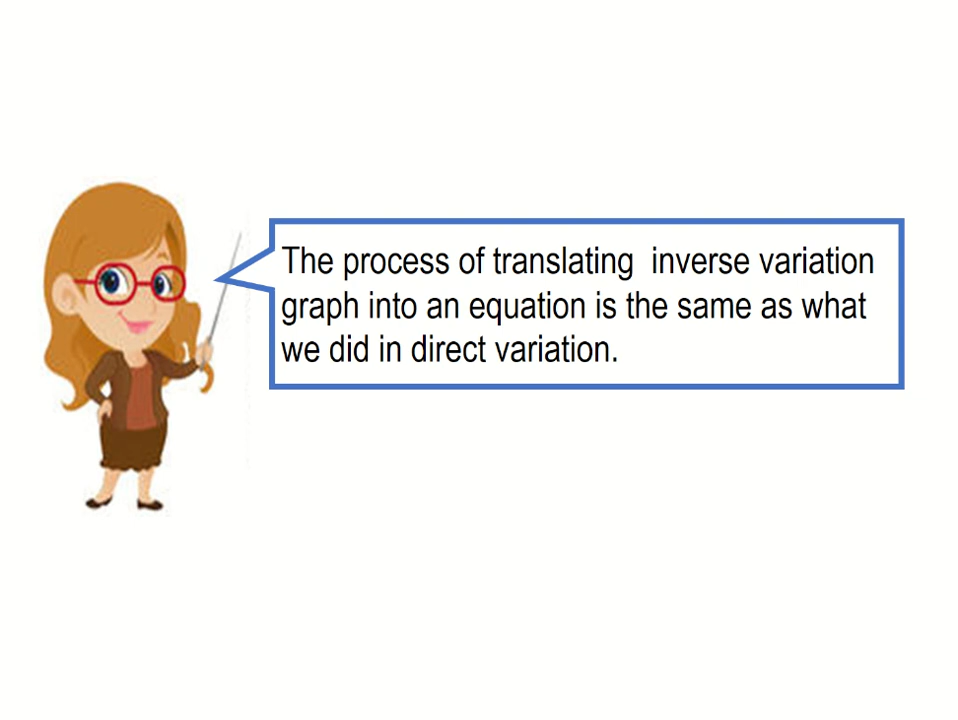 The process of translating  inverse variation
graph into an equation is the same as what
we did in direct variation.